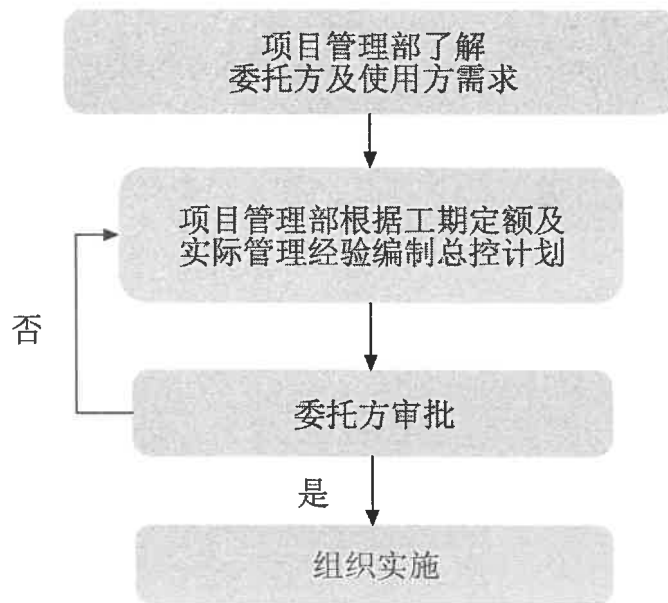 项目管理部了解
委托方及使用方需求
项目管理部根据工期定额及
实际管理经验编制总控计划
否
委托方审批
是
组织实施